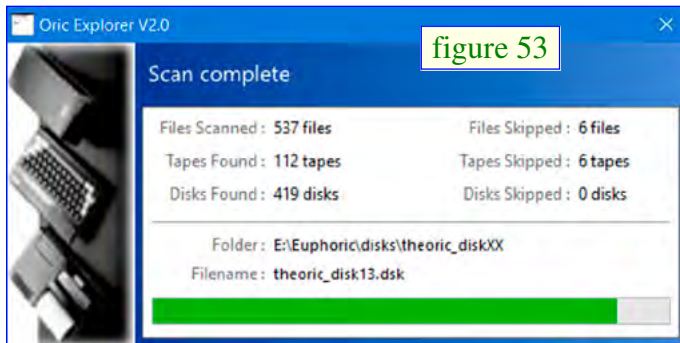 Oric Explorer V2.0
figure 53
Scan complete
Files Scanned : 537 files Files Skipped : 6 files
Tapes Found : 112 tapes Tapes Skipped : 6 tapes
Disks Found : 419 disks Disks Skipped : 0 disks
Folder : E:\Euphoric\disks\theoric_diskXX
Filename : theoric_disk13.dsk